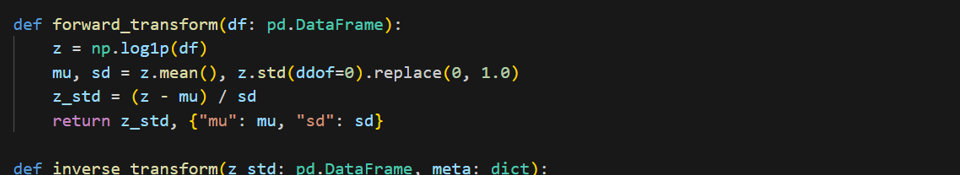 def forward_transform(df: pd.DataFrame):
    z = np.log1p(df)
    mu, sd = z.mean(), z.std(ddof=0).replace(0, 1.0)
    z_std = (z - mu) / sd
    return z_std, {"mu": mu, "sd": sd}
def inverse_transform(z_std: pd.DataFrame, meta: dict):